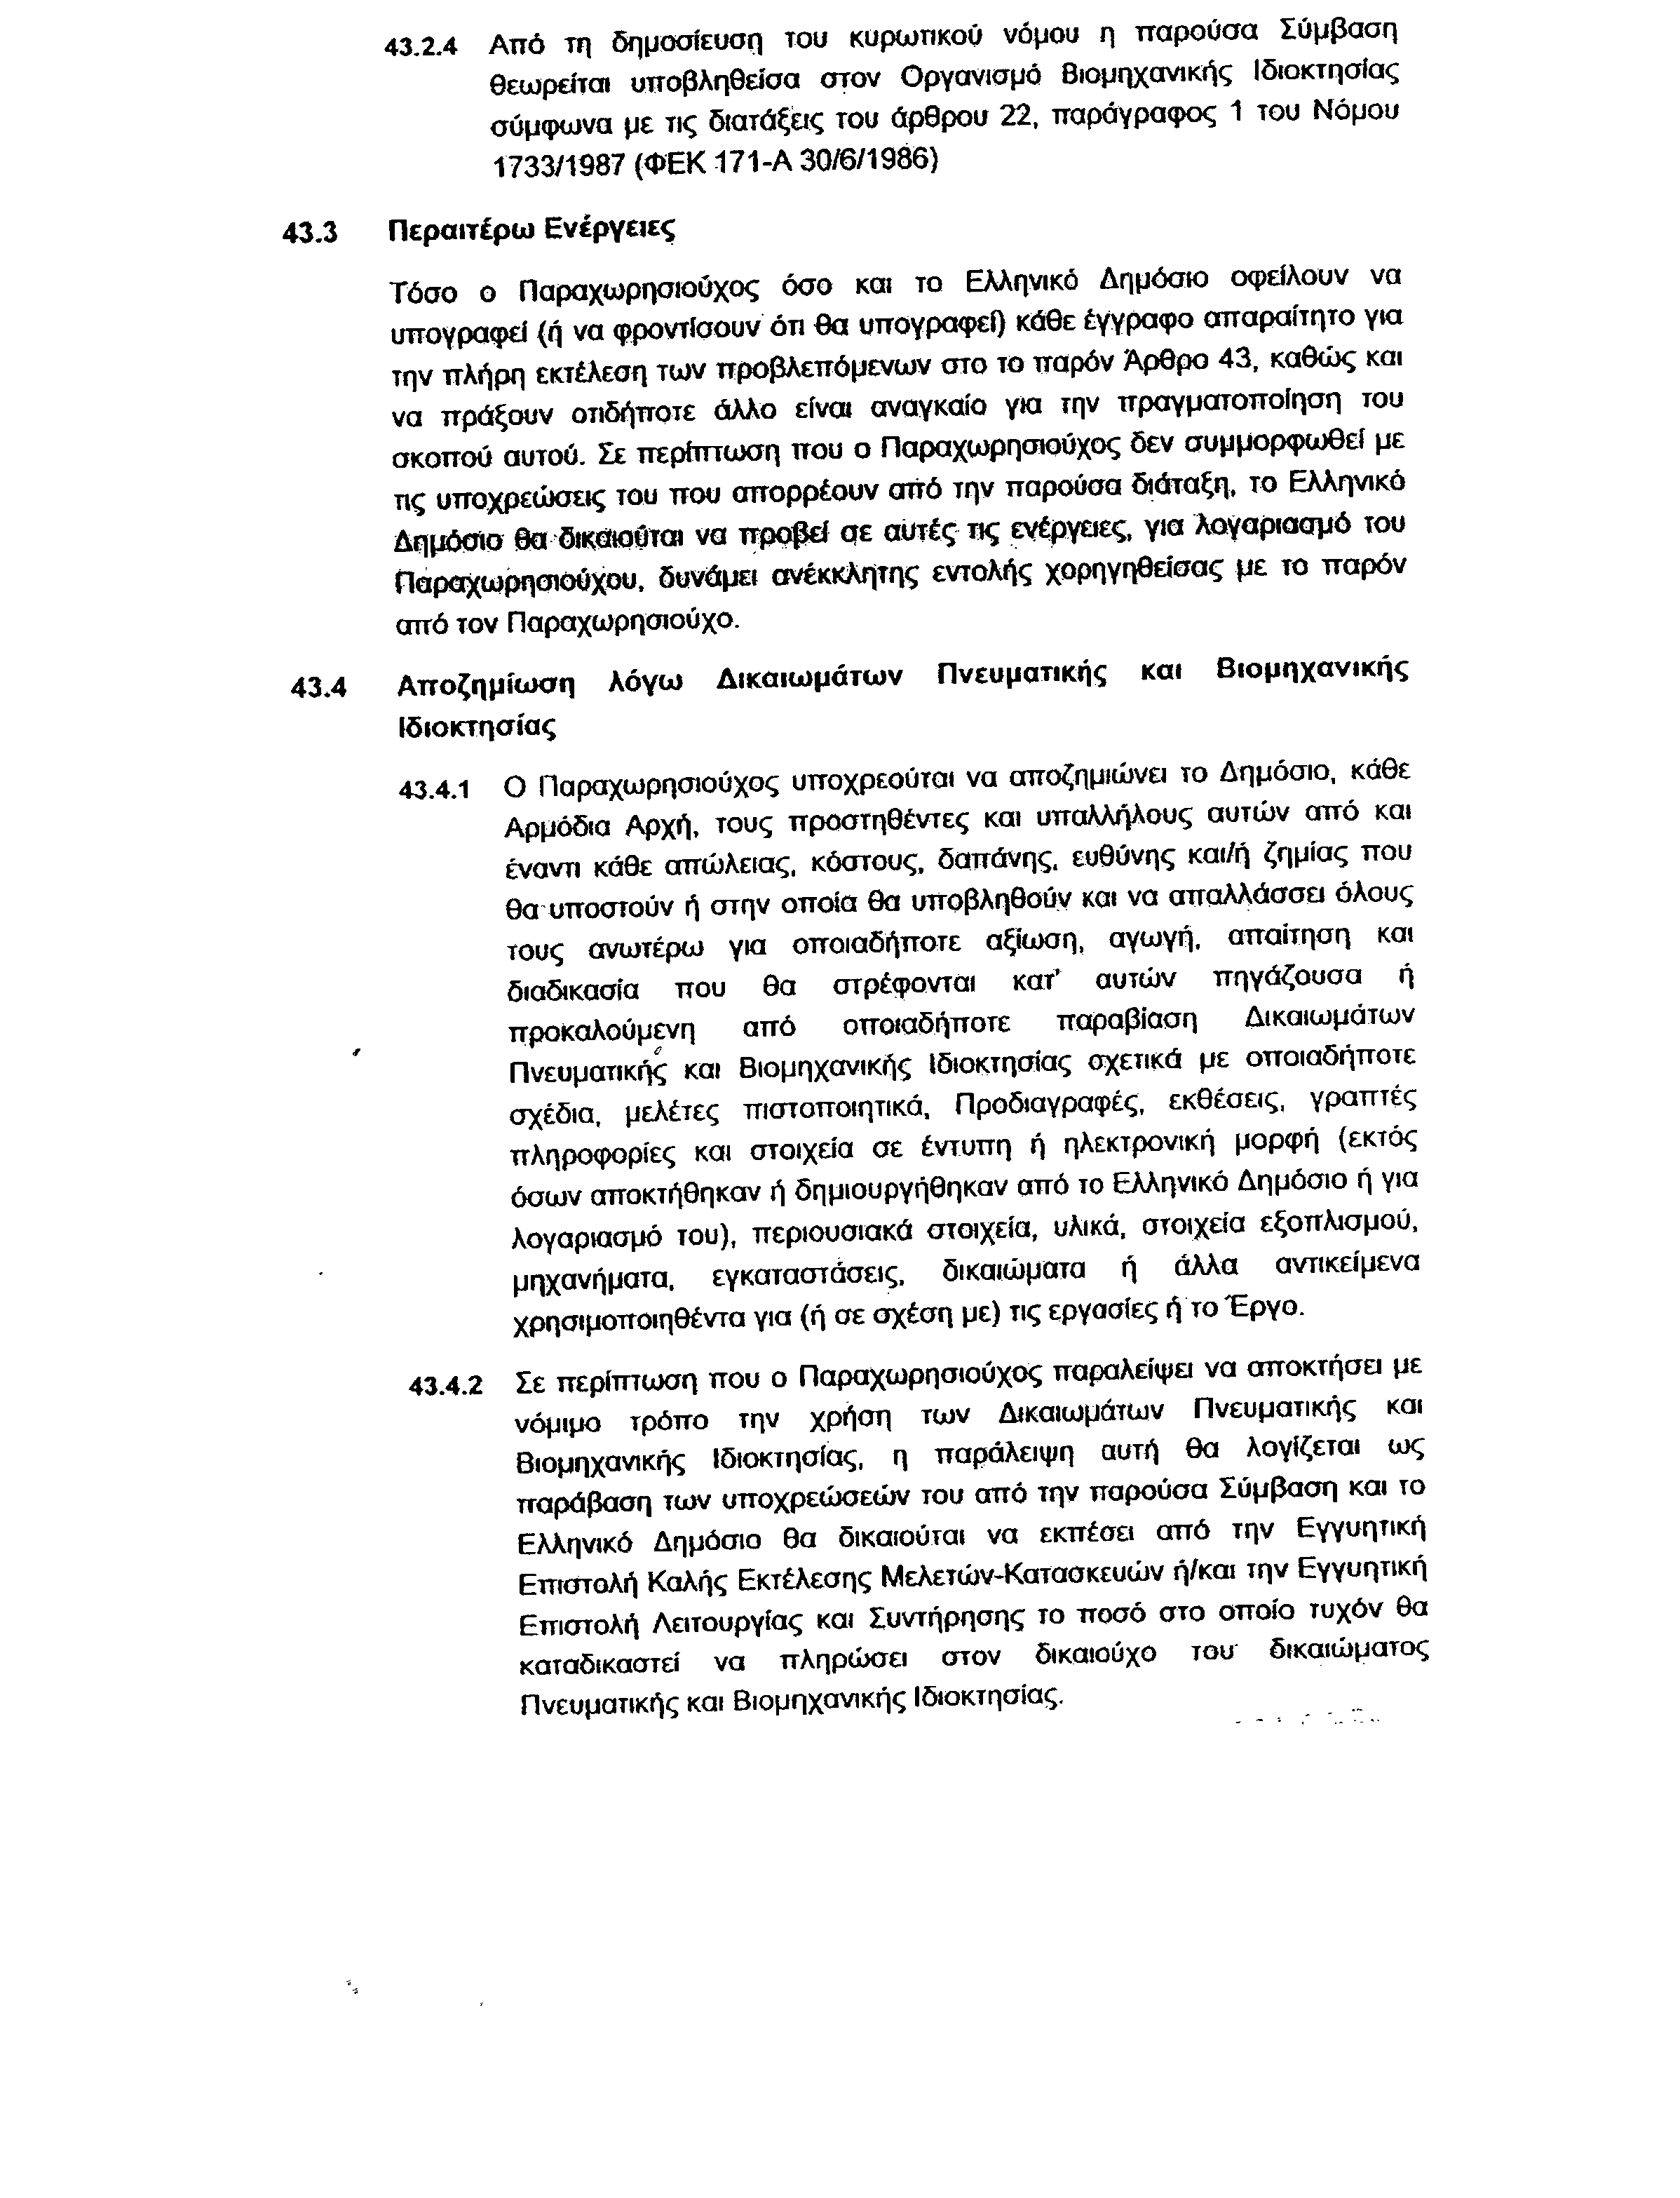 43.2.4 Από τη δημοσίευση του κυρωτικού νόμου η παρούσα Σύμβαση
θεωρείται υποβληθείσα στον Οργανισμό Βιομηχανικής Ιδιοκτησίας
σύμφωνα με τις διατάξεις του άρθρου 22, παράγραφος 1 του Νόμου
1733/1987 (ΦΕΚ 171-Α 30/6/1986)
43.3 Περαιτέρω Ενέργειες
Τόσο ο Παραχωρησιούχος όσο και το Ελληνικό Δημόσιο οφείλουν να
υπογραφεί (ή να φροντίσουν ότι θα υπογραφεί) κάθε έγγραφο απαραίτητο για
την πλήρη εκτέλεση των προβλεπόμενων στο το παρόν Άρθρο 43, καθώς και
να πράξουν οτιδήποτε άλλο είναι αναγκαίο για την πραγματοποίηση του
σκοπού αυτού. Σε περίπτωση που ο Παραχωρησιούχος δεν συμμορφωθεί με
τις υποχρεώσεις του που απορρέουν από την παρούσα διάταξη, το Ελληνικό
Δημόσιο θα δικαιούται να προβεί σε αυτές τις ενέργειες, για λογαριασμό του
Παραχωρησιούχου, δυνάμει ανέκκλητης εντολής χορηγηθείσας με το παρόν
από τον Παραχωρησιούχο.
43.4 Αποζημίωση λόγω Δικαιωμάτων Πνευματικής και Βιομηχανικής
Ιδιοκτησίας
43.4.1 Ο Παραχωρησιούχος υποχρεούται να αποζημιώνει το Δημόσιο, κάθε
Αρμόδια Αρχή, τους προστηθέντες και υπαλλήλους αυτών από και
έναντι κάθε απώλειας, κόστους, δαπάνης, ευθύνης και/ή ζημίας που
θα υποστούν ή στην οποία θα υποβληθούν και να απαλλάσσει όλους
τους ανωτέρω για οποιαδήποτε αξίωση, αγωγή, απαίτηση και
διαδικασία που θα στρέφονται κατ' αυτών πηγάζουσα ή
προκαλούμενη από οποιαδήποτε παραβίαση Δικαιωμάτων
Πνευματικής και Βιομηχανικής Ιδιοκτησίας σχετικά με οποιαδήποτε
σχέδια, μελέτες πιστοποιητικά, Προδιαγραφές, εκθέσεις, γραπτές
πληροφορίες και στοιχεία σε έντυπη ή ηλεκτρονική μορφή (εκτός
όσων αποκτήθηκαν ή δημιουργήθηκαν από το Ελληνικό Δημόσιο ή για
λογαριασμό του), περιουσιακά στοιχεία, υλικά, στοιχεία εξοπλισμού,
μηχανήματα, εγκαταστάσεις, δικαιώματα ή άλλα αντικείμενα
χρησιμοποιηθέντα για (ή σε σχέση με) τις εργασίες ή το Έργο.
43.4.2 Σε περίπτωση που ο Παραχωρησιούχος παραλείψει να αποκτήσει με
νόμιμο τρόπο την χρήση των Δικαιωμάτων Πνευματικής και
Βιομηχανικής Ιδιοκτησίας, η παράλειψη αυτή θα λογίζεται ως
παράβαση των υποχρεώσεών του από την παρούσα Σύμβαση και το
Ελληνικό Δημόσιο θα δικαιούται να εκπέσει από την Εγγυητική
Επιστολή Καλής Εκτέλεσης Μελετών-Κατασκευών ή/και την Εγγυητική
Επιστολή Λειτουργίας και Συντήρησης το ποσό στο οποίο τυχόν θα
καταδικαστεί να πληρώσει στον δικαιούχο του δικαιώματος
Πνευματικής και Βιομηχανικής Ιδιοκτησίας.